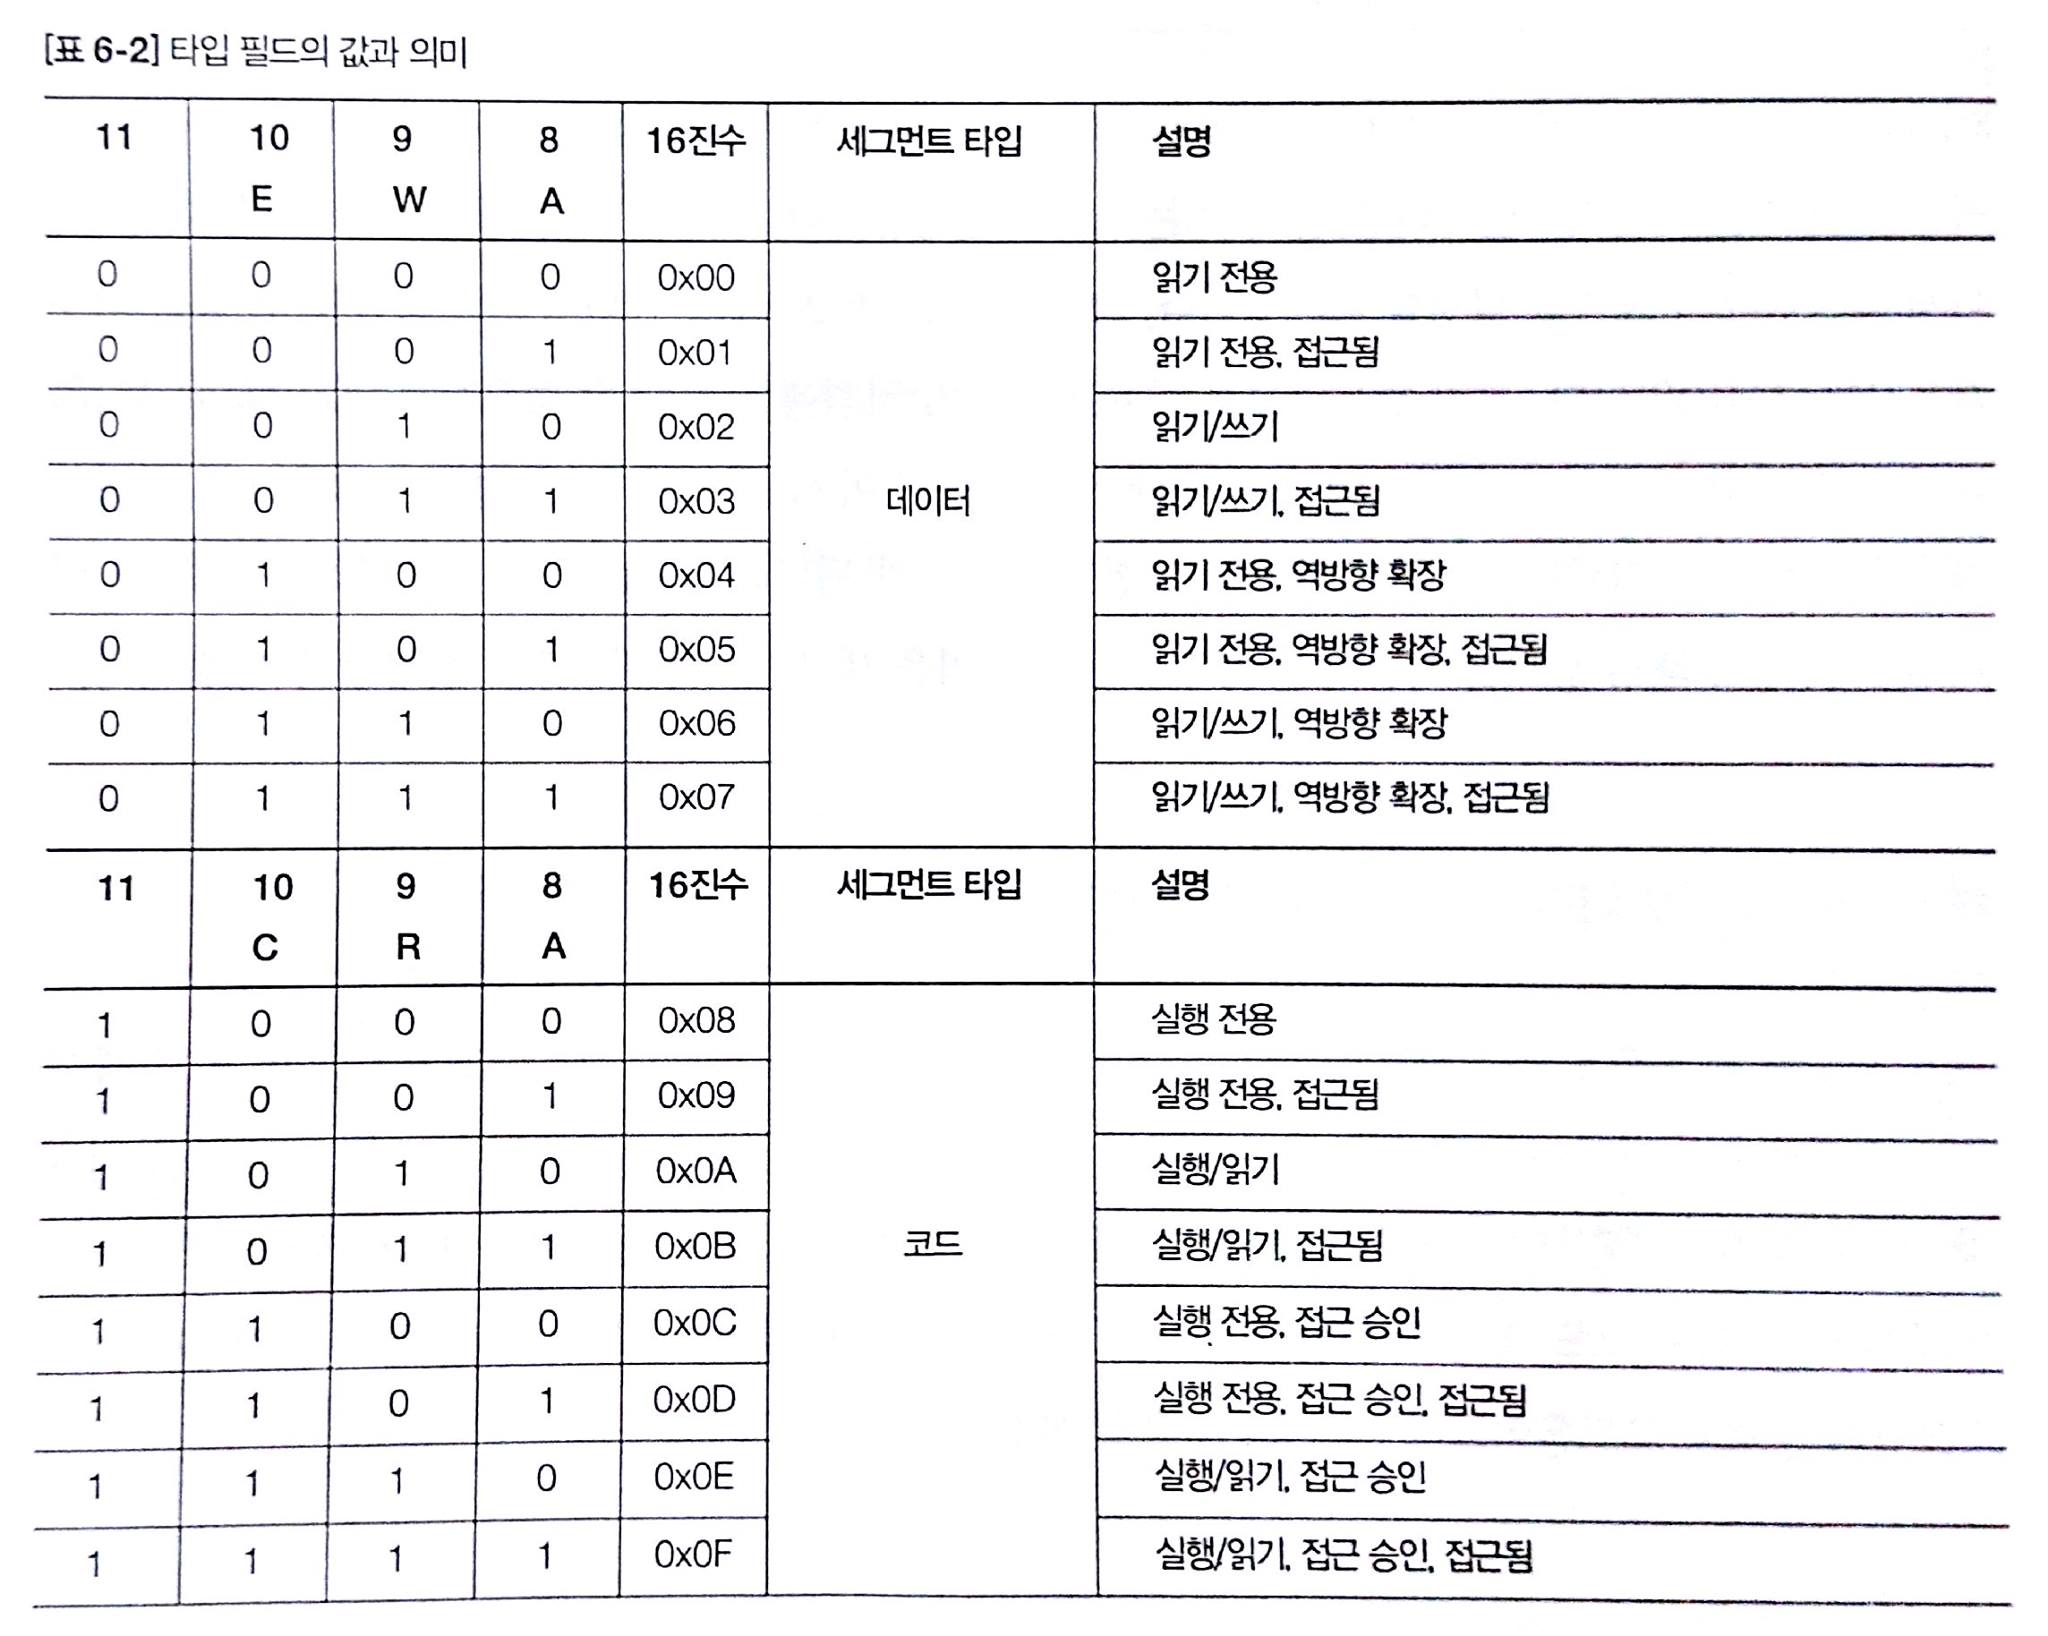 [표 6-2] 타입 필드의 값과 의미
11 10 9 8 16진수 세그먼트 타입 설명
E W A
0 0 0 0 0x00 읽기 전용
0 0 0 1 0x01 읽기 전용, 접근됨
0 0 1 0 0x02 읽기/쓰기
0 0 1 1 0x03 데이터 읽기/쓰기, 접근됨
0 1 0 0 0x04 읽기 전용, 역방향 확장
0 1 0 1 0x05 읽기 전용, 역방향 확장, 접근됨
0 1 1 0 0x06 읽기/쓰기, 역방향 확장
0 1 1 1 0x07 읽기/쓰기, 역방향 확장, 접근됨
11 10 9 8 16진수 세그먼트 타입 설명
C R A
1 0 0 0 0x08 실행 전용
1 0 0 1 0x09 실행 전용, 접근됨
1 0 1 0 0x0A 실행/읽기
1 0 1 1 0x0B 코드 실행/읽기, 접근됨
1 1 0 0 0x0C 실행 전용, 접근 승인
1 1 0 1 0x0D 실행 전용, 접근 승인, 접근됨
1 1 1 0 0x0E 실행/읽기, 접근 승인
1 1 1 1 0x0F 실행/읽기, 접근 승인, 접근됨